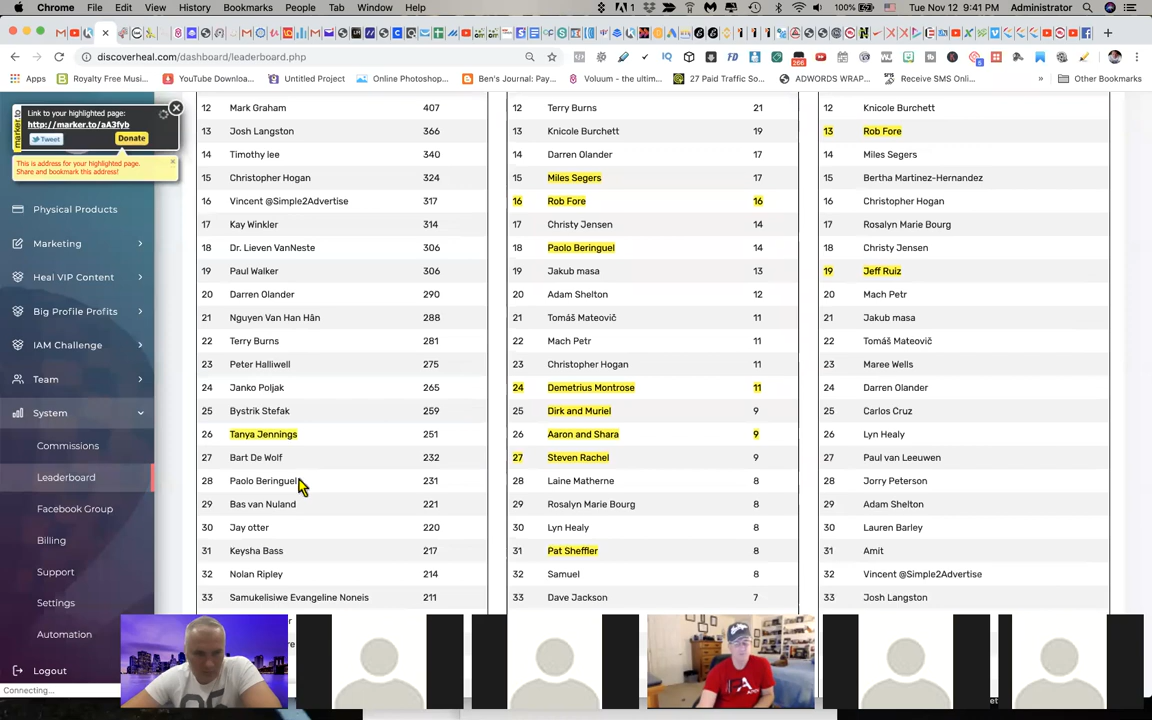 Chrome File Edit View History Bookmarks People Tab Window Help
100% Tue Nov 12 9:41 PM Administrator
discoverheal.com/dashboard/leaderboard.php
Apps Royalty Free Musi... YouTube Downloa... Untitled Project Online Photoshop... Ben's Journal: Pay... Voluum - the ultim... 27 Paid Traffic So... ADWORDS WRAP... Receive SMS Onli... » Other Bookmarks
marker.to
Link to your highlighted page:
http://marker.to/aA3fyb
Tweet Donate
This is address for your highlighted page.
Share and bookmark this address!
Physical Products
Marketing
Heal VIP Content
Big Profile Profits
IAM Challenge
Team
System
Commissions
Leaderboard
Facebook Group
Billing
Support
Settings
Automation
Logout
Connecting...
12 Mark Graham 407
13 Josh Langston 366
14 Timothy lee 340
15 Christopher Hogan 324
16 Vincent @Simple2Advertise 317
17 Kay Winkler 314
18 Dr. Lieven VanNeste 306
19 Paul Walker 306
20 Darren Olander 290
21 Nguyen Van Han Hân 288
22 Terry Burns 281
23 Peter Halliwell 275
24 Janko Poljak 265
25 Bystrik Stefak 259
26 Tanya Jennings 251
27 Bart De Wolf 232
28 Paolo Beringuel 231
29 Bas van Nuland 221
30 Jay otter 220
31 Keysha Bass 217
32 Nolan Ripley 214
33 Samukelisiwe Evangeline Noneis 211
12 Terry Burns 21
13 Knicole Burchett 19
14 Darren Olander 17
15 Miles Segers 17
16 Rob Fore 16
17 Christy Jensen 14
18 Paolo Beringuel 14
19 Jakub masa 13
20 Adam Shelton 12
21 Tomáš Mateovič 11
22 Mach Petr 11
23 Christopher Hogan 11
24 Demetrius Montrose 11
25 Dirk and Muriel 9
26 Aaron and Shara 9
27 Steven Rachel 9
28 Laine Matherne 8
29 Rosalyn Marie Bourg 8
30 Lyn Healy 8
31 Pat Sheffler 8
32 Samuel 8
33 Dave Jackson 7
12 Knicole Burchett
13 Rob Fore
14 Miles Segers
15 Bertha Martinez-Hernandez
16 Christopher Hogan
17 Rosalyn Marie Bourg
18 Christy Jensen
19 Jeff Ruiz
20 Mach Petr
21 Jakub masa
22 Tomáš Mateovič
23 Maree Wells
24 Darren Olander
25 Carlos Cruz
26 Lyn Healy
27 Paul van Leeuwen
28 Jorry Peterson
29 Adam Shelton
30 Lauren Barley
31 Amit
32 Vincent @Simple2Advertise
33 Josh Langston